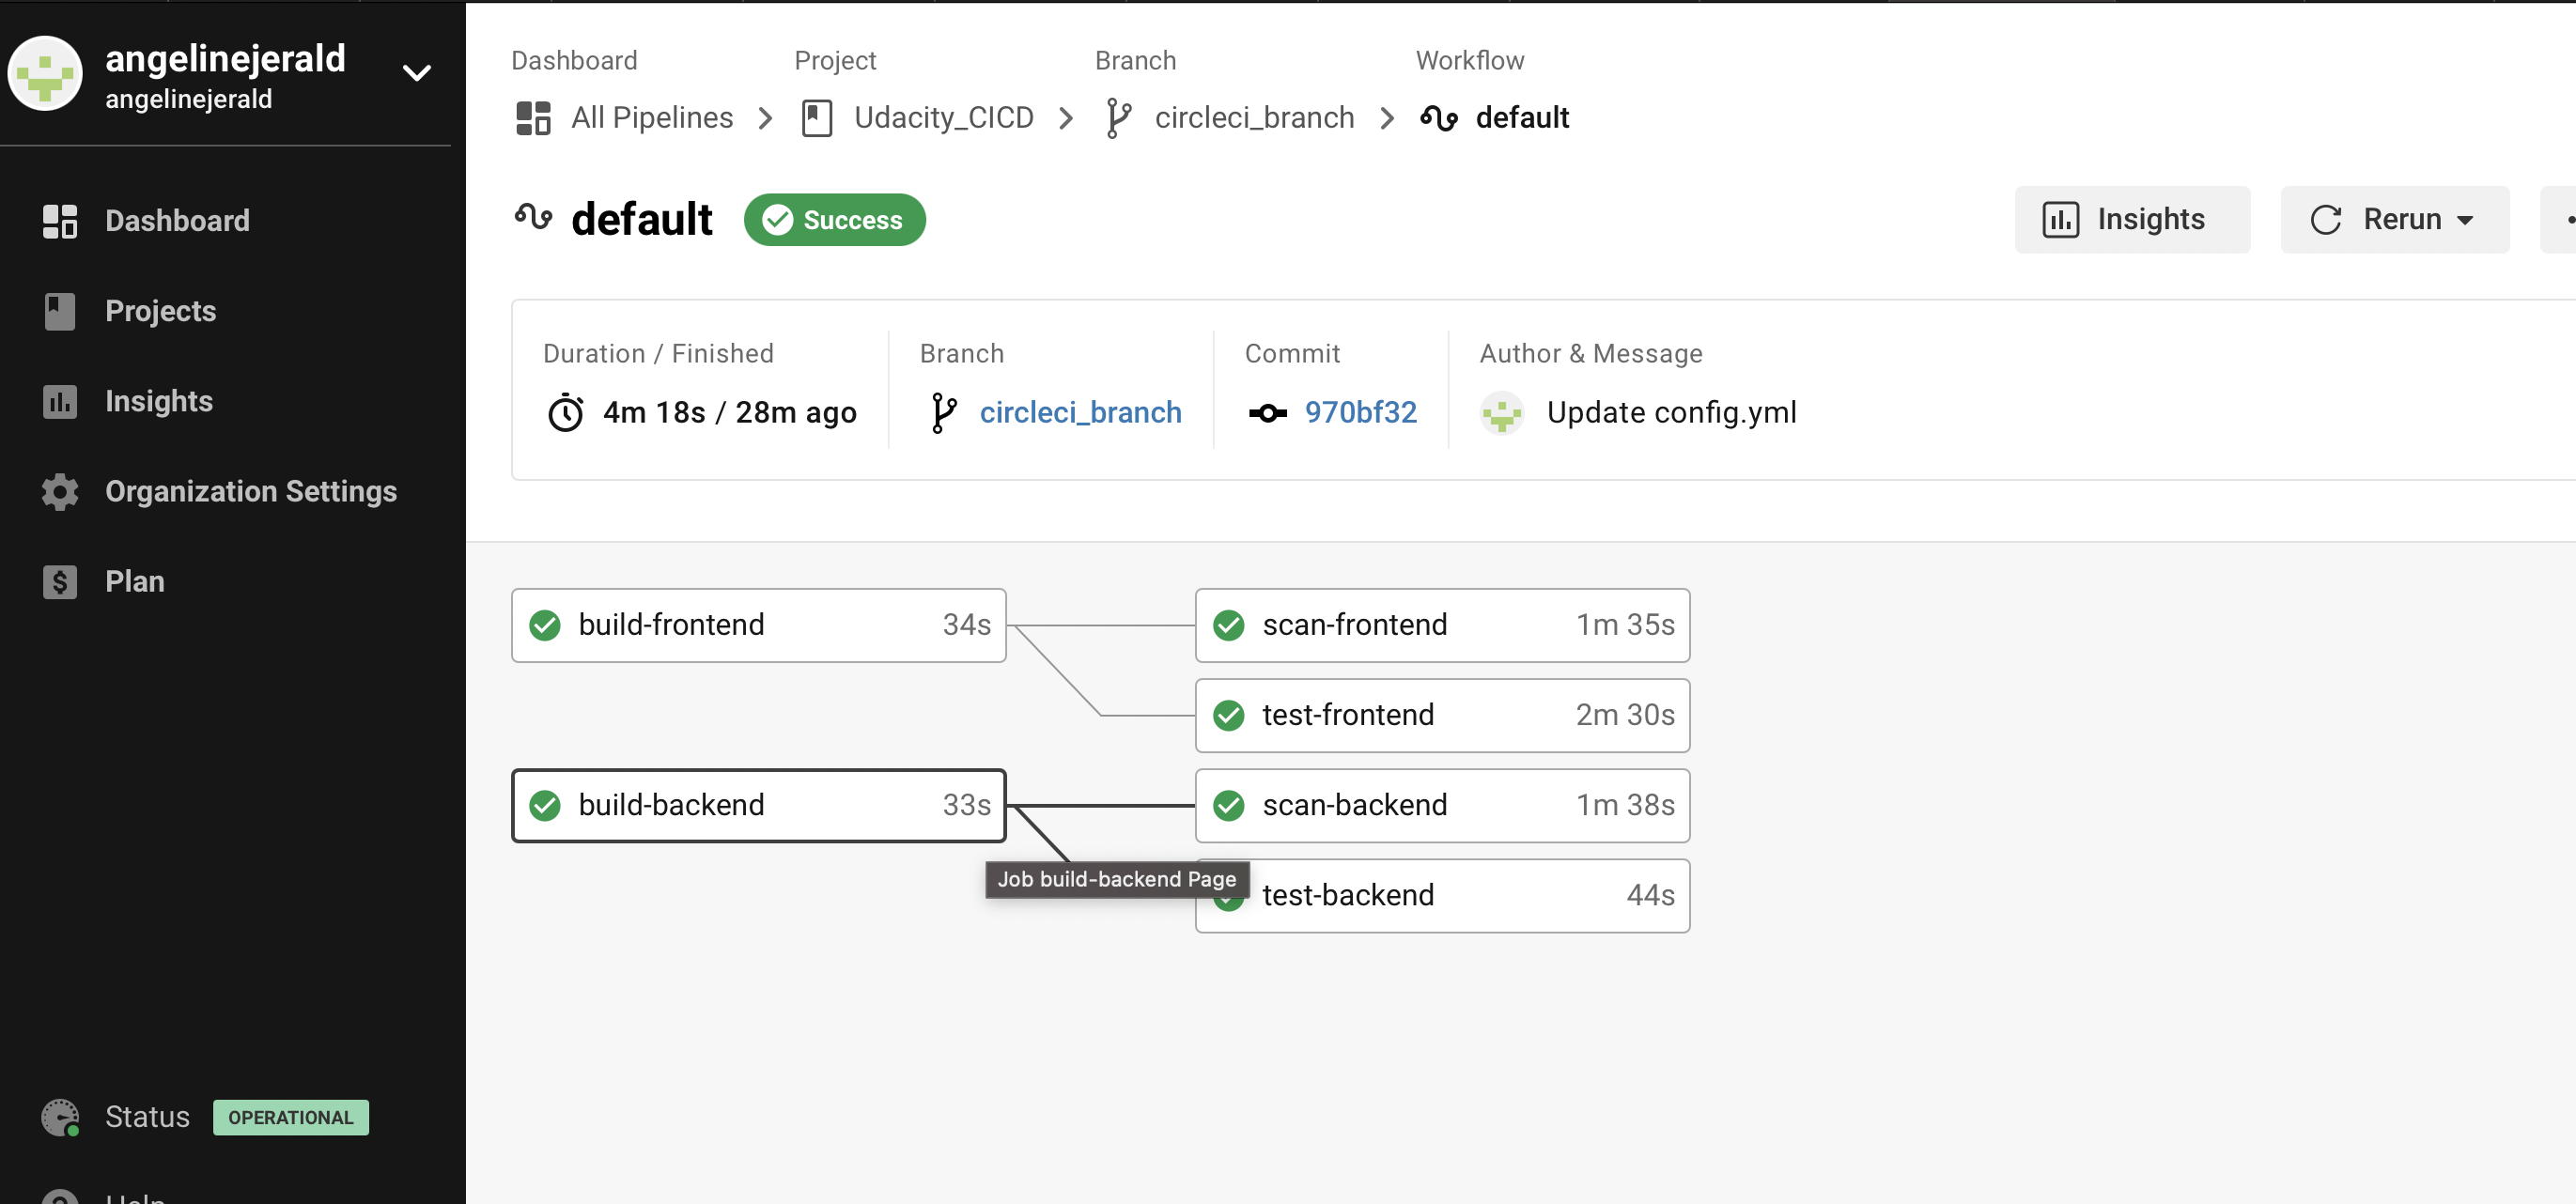 angelinejerald
angelinejerald
Dashboard
Projects
Insights
Organization Settings
Plan
Status OPERATIONAL
Help
Dashboard Project Branch Workflow
All Pipelines Udacity_CICD circleci_branch default
default Success Insights Rerun
Duration / Finished Branch Commit Author & Message
4m 18s / 28m ago circleci_branch 970bf32 Update config.yml
build-frontend 34s scan-frontend 1m 35s
test-frontend 2m 30s
build-backend 33s scan-backend 1m 38s
Job build-backend Page
test-backend 44s